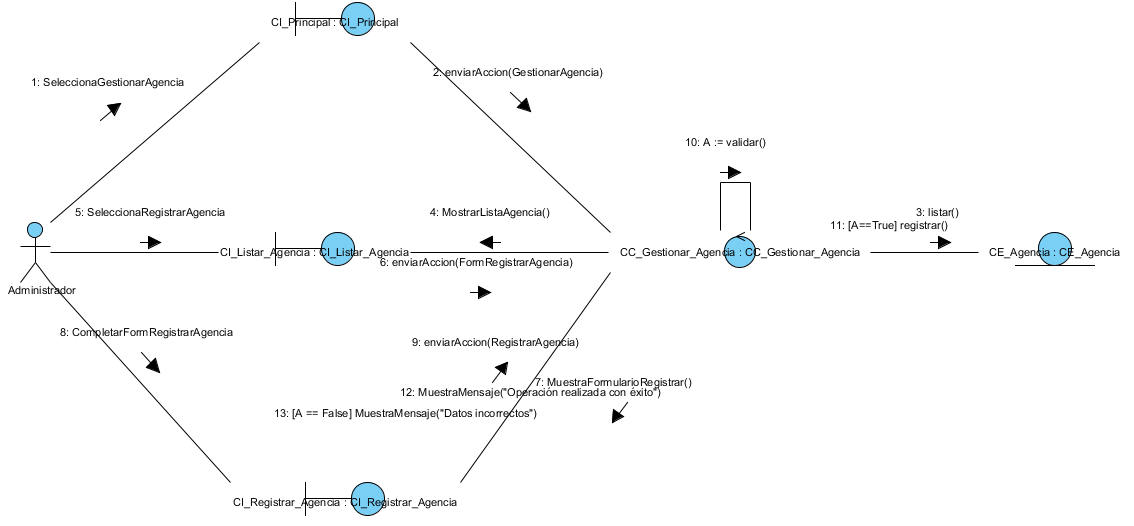 CI_Principal : CI_Principal
1: SeleccionaGestionarAgencia
2: enviarAccion(GestionarAgencia)
10: A := validar()
5: SeleccionaRegistrarAgencia
4: MostrarListaAgencia()
3: listar()
11: [A==True] registrar()
CI_Listar_Agencia : CI_Listar_Agencia
CC_Gestionar_Agencia : CC_Gestionar_Agencia
CE_Agencia : CE_Agencia
6: enviarAccion(FormRegistrarAgencia)
Administrador
8: CompletarFormRegistrarAgencia
9: enviarAccion(RegistrarAgencia)
7: MuestraFormularioRegistrar()
12: MuestraMensaje("Operación realizada con éxito")
13: [A == False] MuestraMensaje("Datos incorrectos")
CI_Registrar_Agencia : CI_Registrar_Agencia